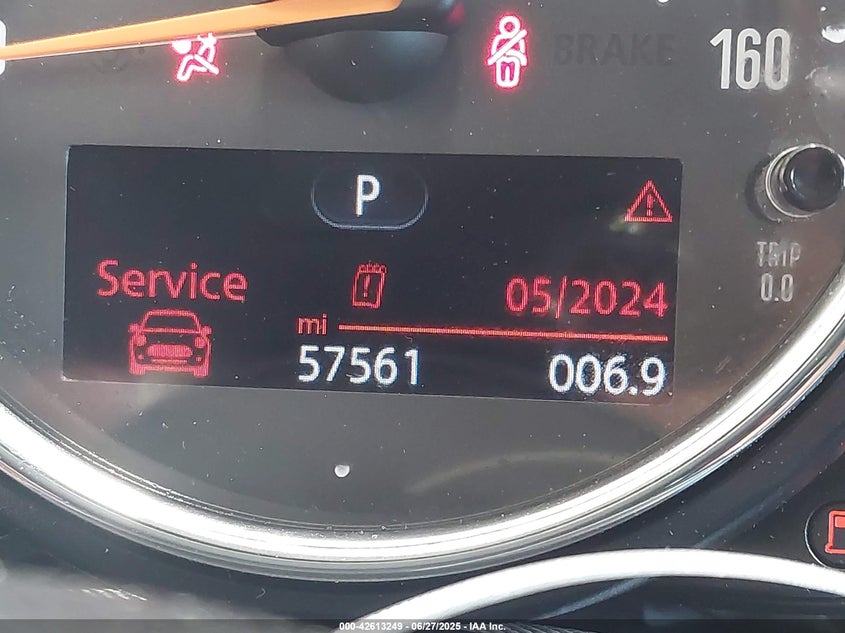 BRAKE
160
P
TRIP
0.0
Service
05/2024
mi
57561 006.9
000-42613249 - 06/27/2025 - IAA Inc.